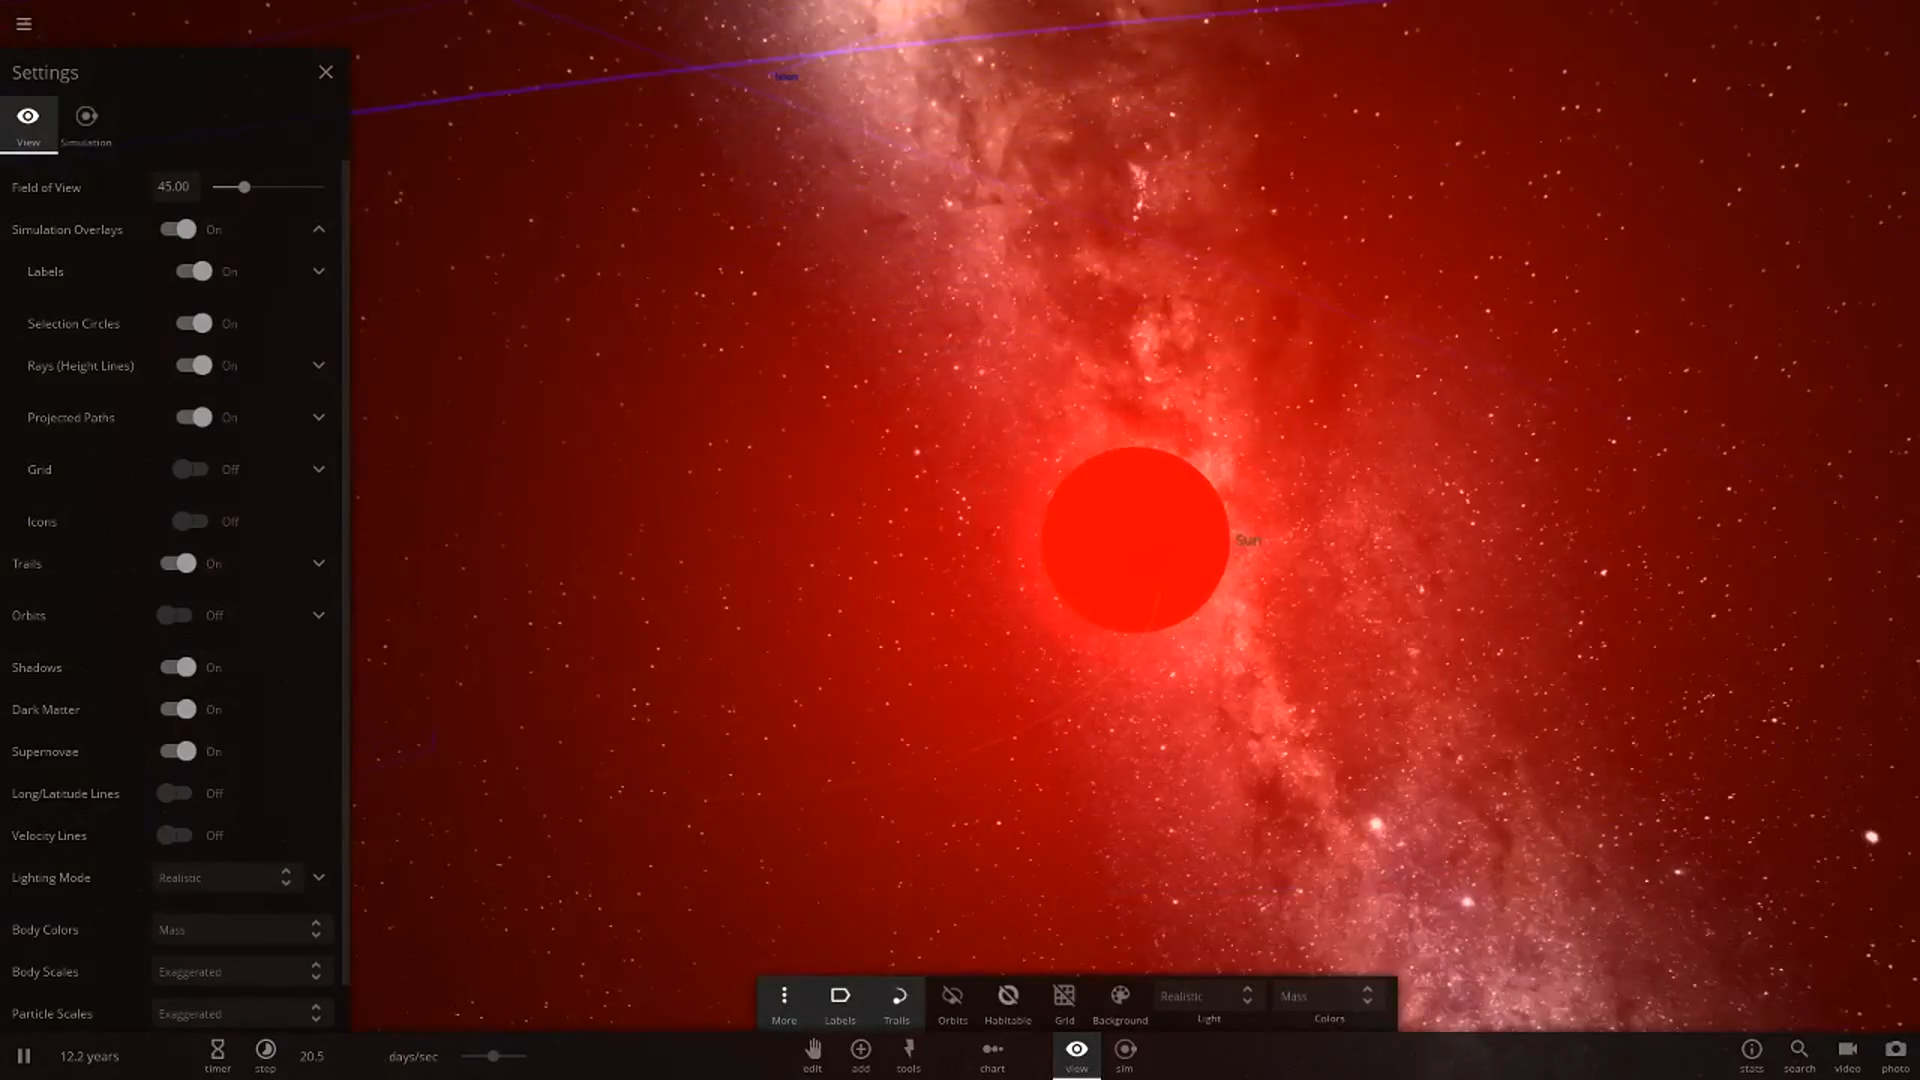 Settings
View
Simulation
Field of View 45.00
Simulation Overlays On
Labels On
Selection Circles On
Rays (Height Lines) On
Projected Paths On
Grid Off
Icons Off
Trails On
Orbits Off
Shadows On
Dark Matter On
Supernovae On
Long/Latitude Lines Off
Velocity Lines Off
Lighting Mode Realistic
Body Colors Mass
Body Scales Exaggerated
Particle Scales Exaggerated
Ixion
Sun
Realistic Mass
More Labels Trails Orbits Habitable Grid Background Light Colors
12.2 years
timer
step
20.5 days/sec
edit add tools chart view sim
stats search video photo